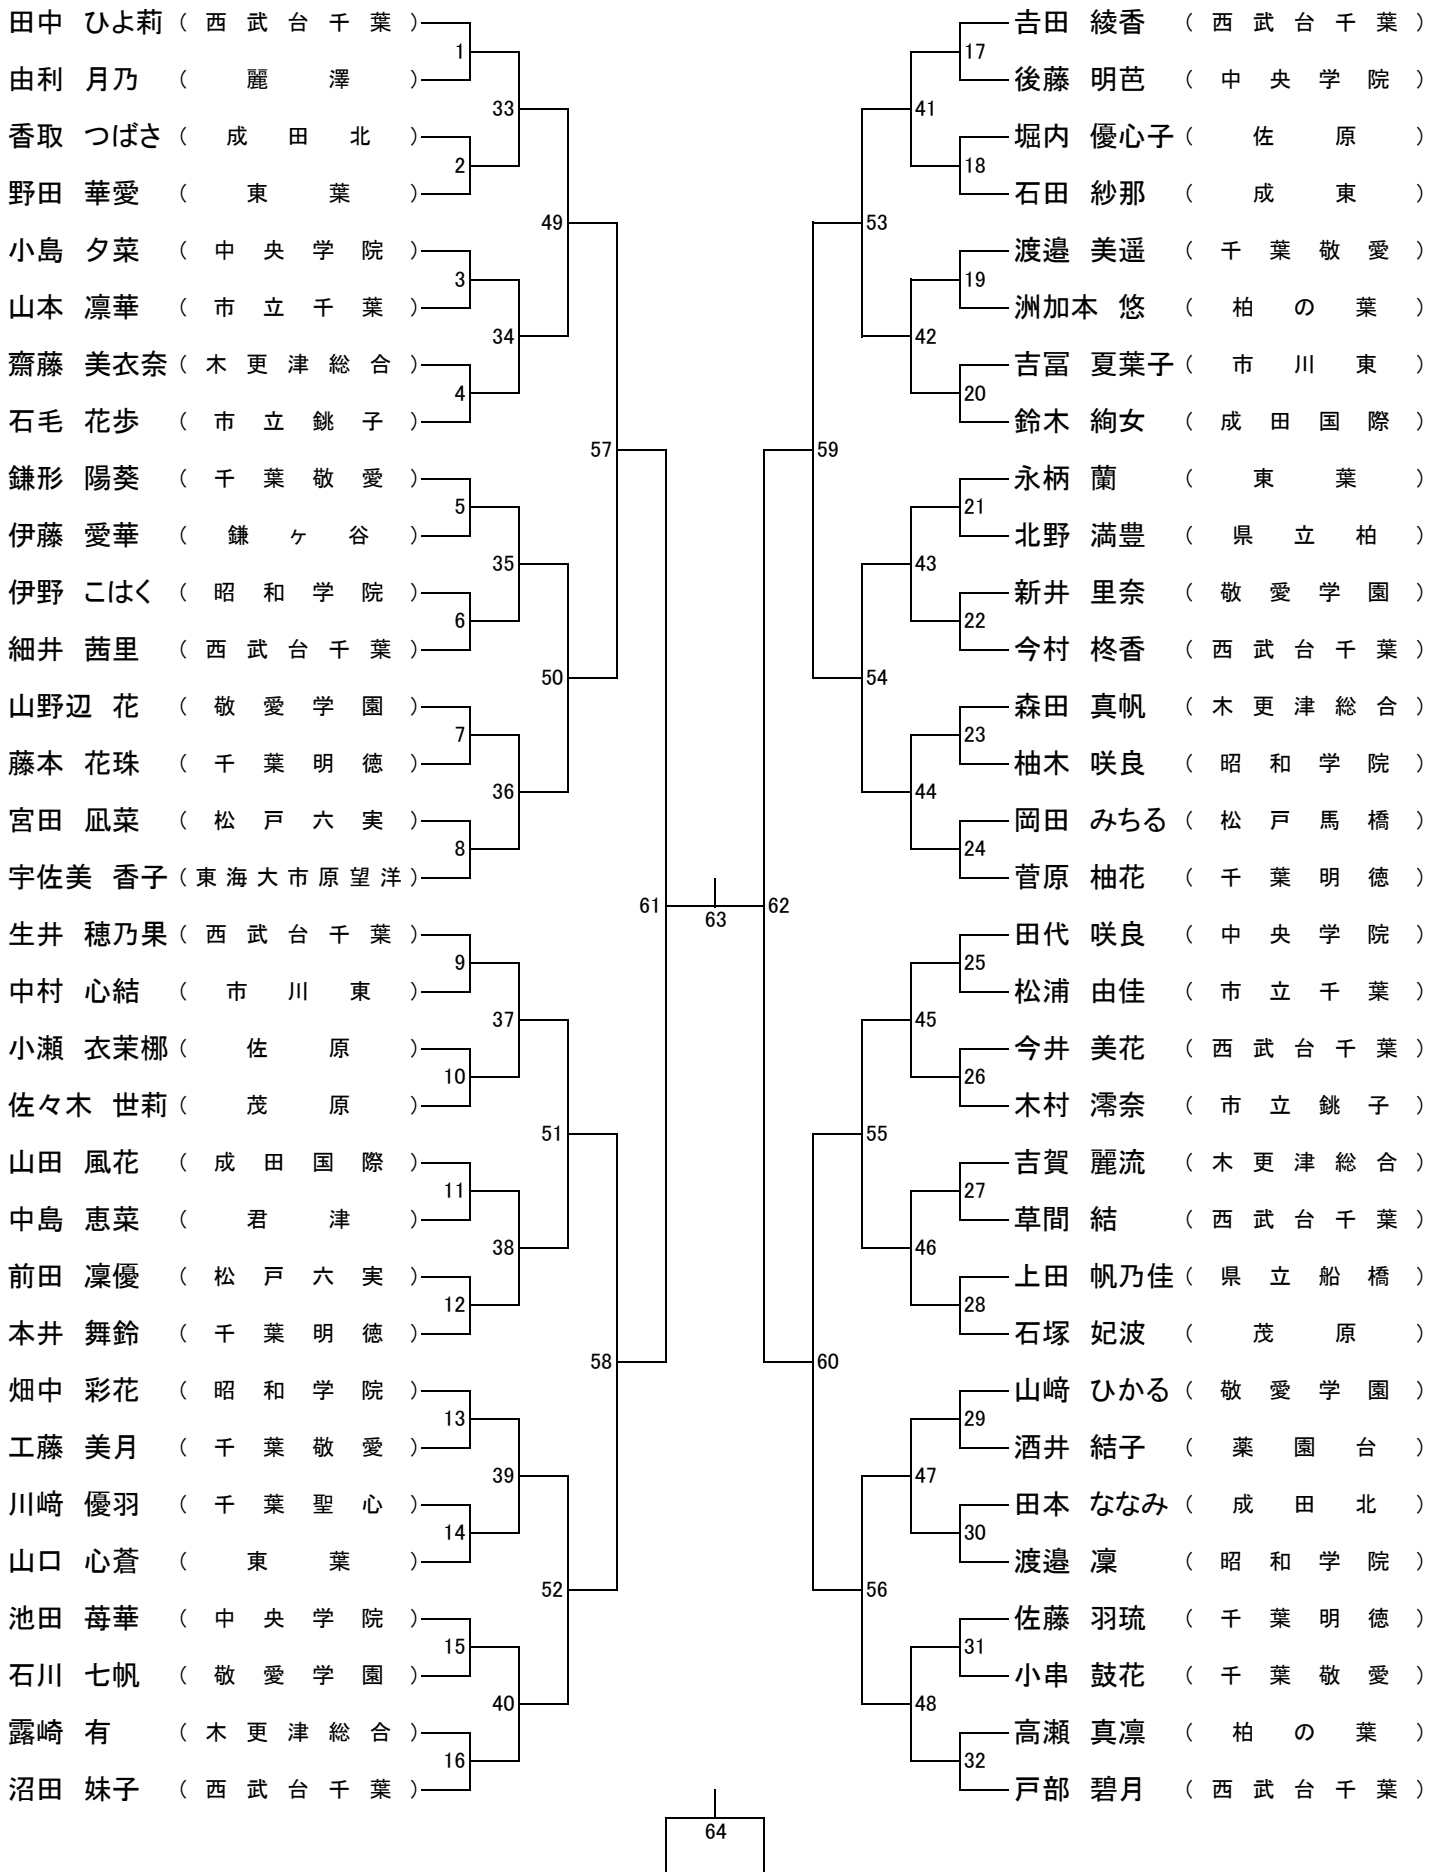 田中 ひよ莉 ( 西 武 台 千 葉 )
1
由利 月乃 ( 麗 澤 )
33
香取 つばさ ( 成 田 北 )
2
野田 華愛 ( 東 葉 )
49
小島 夕菜 ( 中 央 学 院 )
3
山本 凛華 ( 市 立 千 葉 )
34
齋藤 美衣奈 ( 木 更 津 総 合 )
4
石毛 花歩 ( 市 立 銚 子 )
57
鎌形 陽葵 ( 千 葉 敬 愛 )
5
伊藤 愛華 ( 鎌 ヶ 谷 )
35
伊野 こはく ( 昭 和 学 院 )
6
細井 茜里 ( 西 武 台 千 葉 )
50
山野辺 花 ( 敬 愛 学 園 )
7
藤本 花珠 ( 千 葉 明 徳 )
36
宮田 凪菜 ( 松 戸 六 実 )
8
宇佐美 香子 ( 東 海 大 市 原 望 洋 )
61
生井 穂乃果 ( 西 武 台 千 葉 )
9
中村 心結 ( 市 川 東 )
37
小瀬 衣茉梛 ( 佐 原 )
10
佐々木 世莉 ( 茂 原 )
51
山田 風花 ( 成 田 国 際 )
11
中島 恵菜 ( 君 津 )
38
前田 凜優 ( 松 戸 六 実 )
12
本井 舞鈴 ( 千 葉 明 徳 )
58
畑中 彩花 ( 昭 和 学 院 )
13
工藤 美月 ( 千 葉 敬 愛 )
39
川﨑 優羽 ( 千 葉 聖 心 )
14
山口 心蒼 ( 東 葉 )
52
池田 苺華 ( 中 央 学 院 )
15
石川 七帆 ( 敬 愛 学 園 )
40
露崎 有 ( 木 更 津 総 合 )
16
沼田 妹子 ( 西 武 台 千 葉 )
63
吉田 綾香 ( 西 武 台 千 葉 )
17
後藤 明芭 ( 中 央 学 院 )
41
堀内 優心子 ( 佐 原 )
18
石田 紗那 ( 成 東 )
53
渡邉 美遥 ( 千 葉 敬 愛 )
19
洲加本 悠 ( 柏 の 葉 )
42
吉冨 夏葉子 ( 市 川 東 )
20
鈴木 絢女 ( 成 田 国 際 )
59
永柄 蘭 ( 東 葉 )
21
北野 満豊 ( 県 立 柏 )
43
新井 里奈 ( 敬 愛 学 園 )
22
今村 柊香 ( 西 武 台 千 葉 )
54
森田 真帆 ( 木 更 津 総 合 )
23
柚木 咲良 ( 昭 和 学 院 )
44
岡田 みちる ( 松 戸 馬 橋 )
24
菅原 柚花 ( 千 葉 明 徳 )
62
田代 咲良 ( 中 央 学 院 )
25
松浦 由佳 ( 市 立 千 葉 )
45
今井 美花 ( 西 武 台 千 葉 )
26
木村 澪奈 ( 市 立 銚 子 )
55
吉賀 麗流 ( 木 更 津 総 合 )
27
草間 結 ( 西 武 台 千 葉 )
46
上田 帆乃佳 ( 県 立 船 橋 )
28
石塚 妃波 ( 茂 原 )
60
山﨑 ひかる ( 敬 愛 学 園 )
29
酒井 結子 ( 薬 園 台 )
47
田本 ななみ ( 成 田 北 )
30
渡邉 凜 ( 昭 和 学 院 )
56
佐藤 羽琉 ( 千 葉 明 徳 )
31
小串 鼓花 ( 千 葉 敬 愛 )
48
高瀬 真凛 ( 柏 の 葉 )
32
戸部 碧月 ( 西 武 台 千 葉 )
64